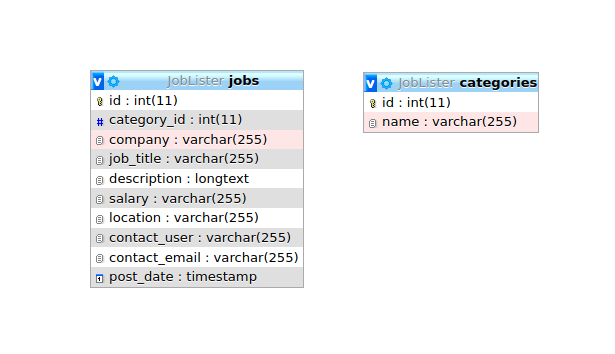 v JobLister jobs
id : int(11)
# category_id : int(11)
company : varchar(255)
job_title : varchar(255)
description : longtext
salary : varchar(255)
location : varchar(255)
contact_user : varchar(255)
contact_email : varchar(255)
post_date : timestamp
v JobLister categories
id : int(11)
name : varchar(255)